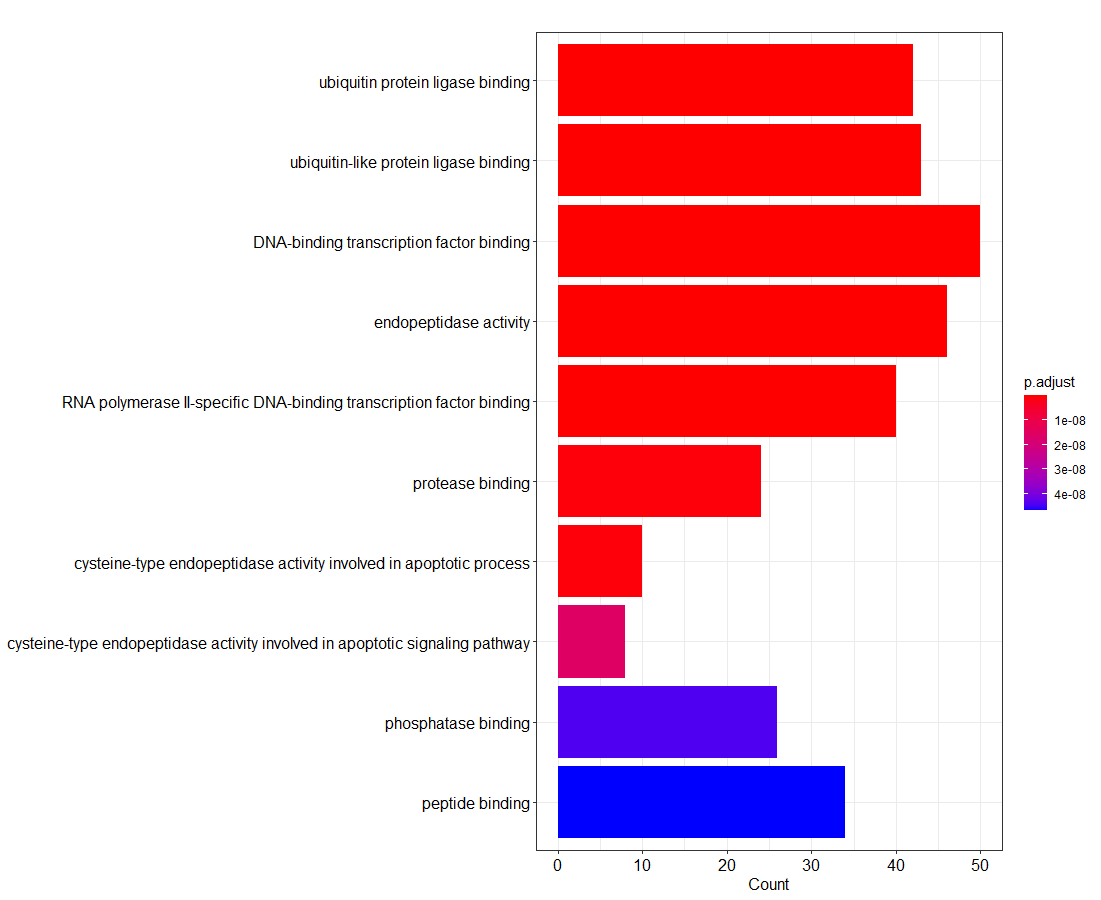 ubiquitin protein ligase binding
ubiquitin-like protein ligase binding
DNA-binding transcription factor binding
endopeptidase activity
RNA polymerase II-specific DNA-binding transcription factor binding
protease binding
cysteine-type endopeptidase activity involved in apoptotic process
cysteine-type endopeptidase activity involved in apoptotic signaling pathway
phosphatase binding
peptide binding
0 10 20 30 40 50
Count
p.adjust
1e-08
2e-08
3e-08
4e-08